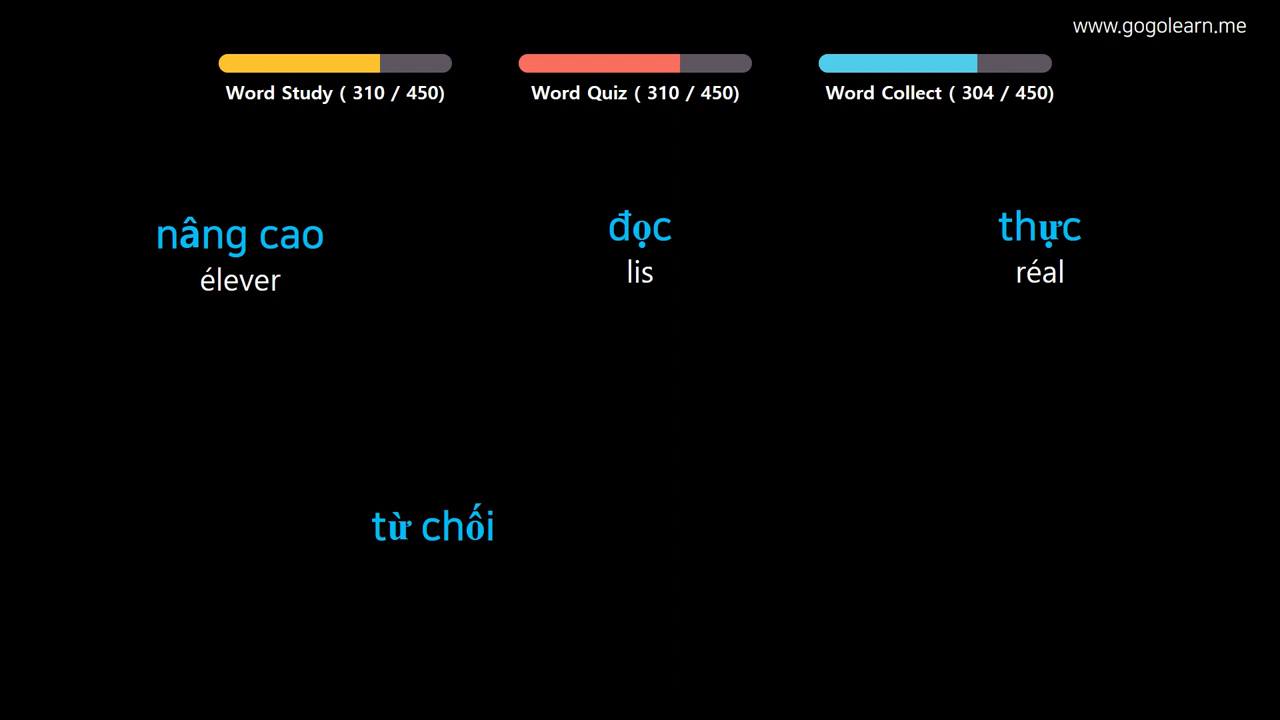 www.gogolearn.me
Word Study ( 310 / 450)
Word Quiz ( 310 / 450)
Word Collect ( 304 / 450)
nâng cao
élever
đọc
lis
thực
réal
từ chối